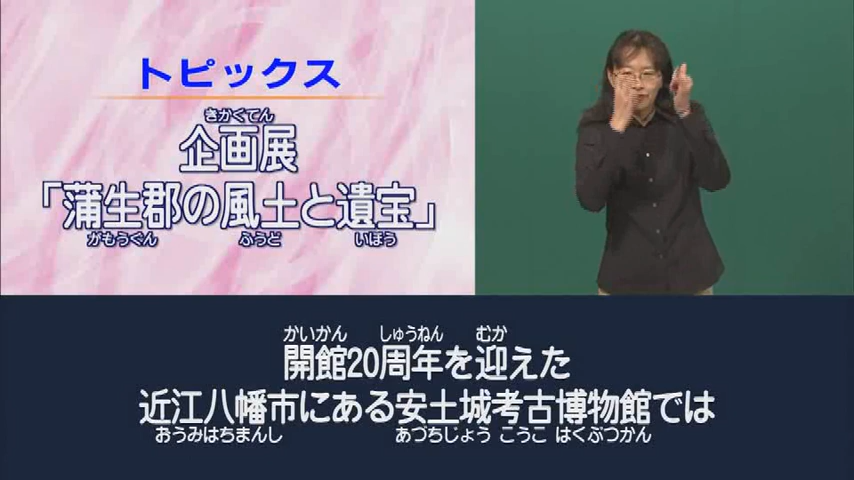 トピックス
きかくてん
企画展
「蒲生郡の風土と遺宝」
がもうぐん ふうど いほう
かいかん しゅうねん むか
開館20周年を迎えた
近江八幡市にある安土城考古博物館では
おうみはちまんし あづちじょう こうこ はくぶつかん